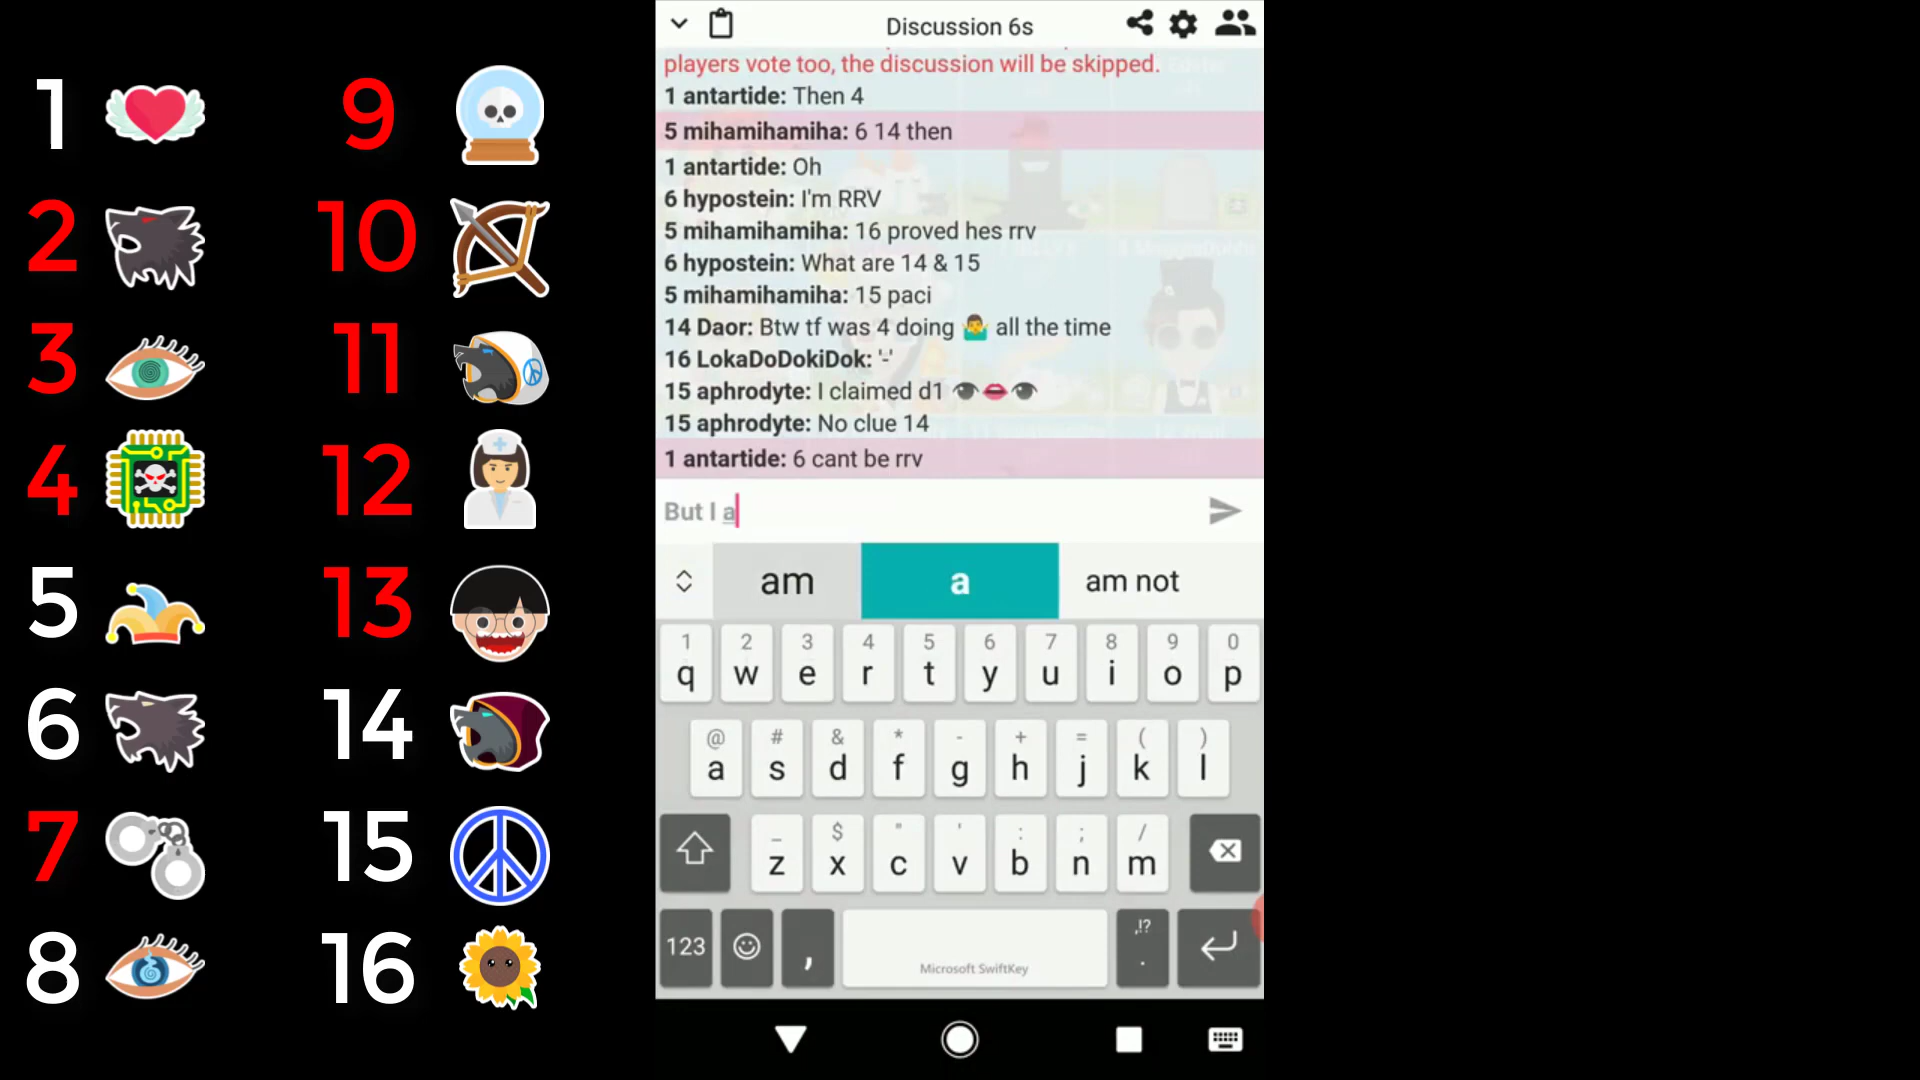 1
2
3
4
5
6
7
8
9
10
11
12
13
14
15
16
Discussion 6s
players vote too, the discussion will be skipped.
1 antartide: Then 4
5 mihamihamiha: 6 14 then
1 antartide: Oh
6 hypostein: I'm RRV
5 mihamihamiha: 16 proved hes rrv
6 hypostein: What are 14 & 15
5 mihamihamiha: 15 paci
14 Daor: Btw tf was 4 doing 🤷‍♂️ all the time
16 LokaDoDokiDok: '-'
15 aphrodyte: I claimed d1 👁👄👁
15 aphrodyte: No clue 14
1 antartide: 6 cant be rrv
But I a
am a am not
1 2 3 4 5 6 7 8 9 0
q w e r t y u i o p
@ # & * - + = ( )
a s d f g h j k l
_ $ " ' : ; /
z x c v b n m
123 , ,!? .
Microsoft SwiftKey